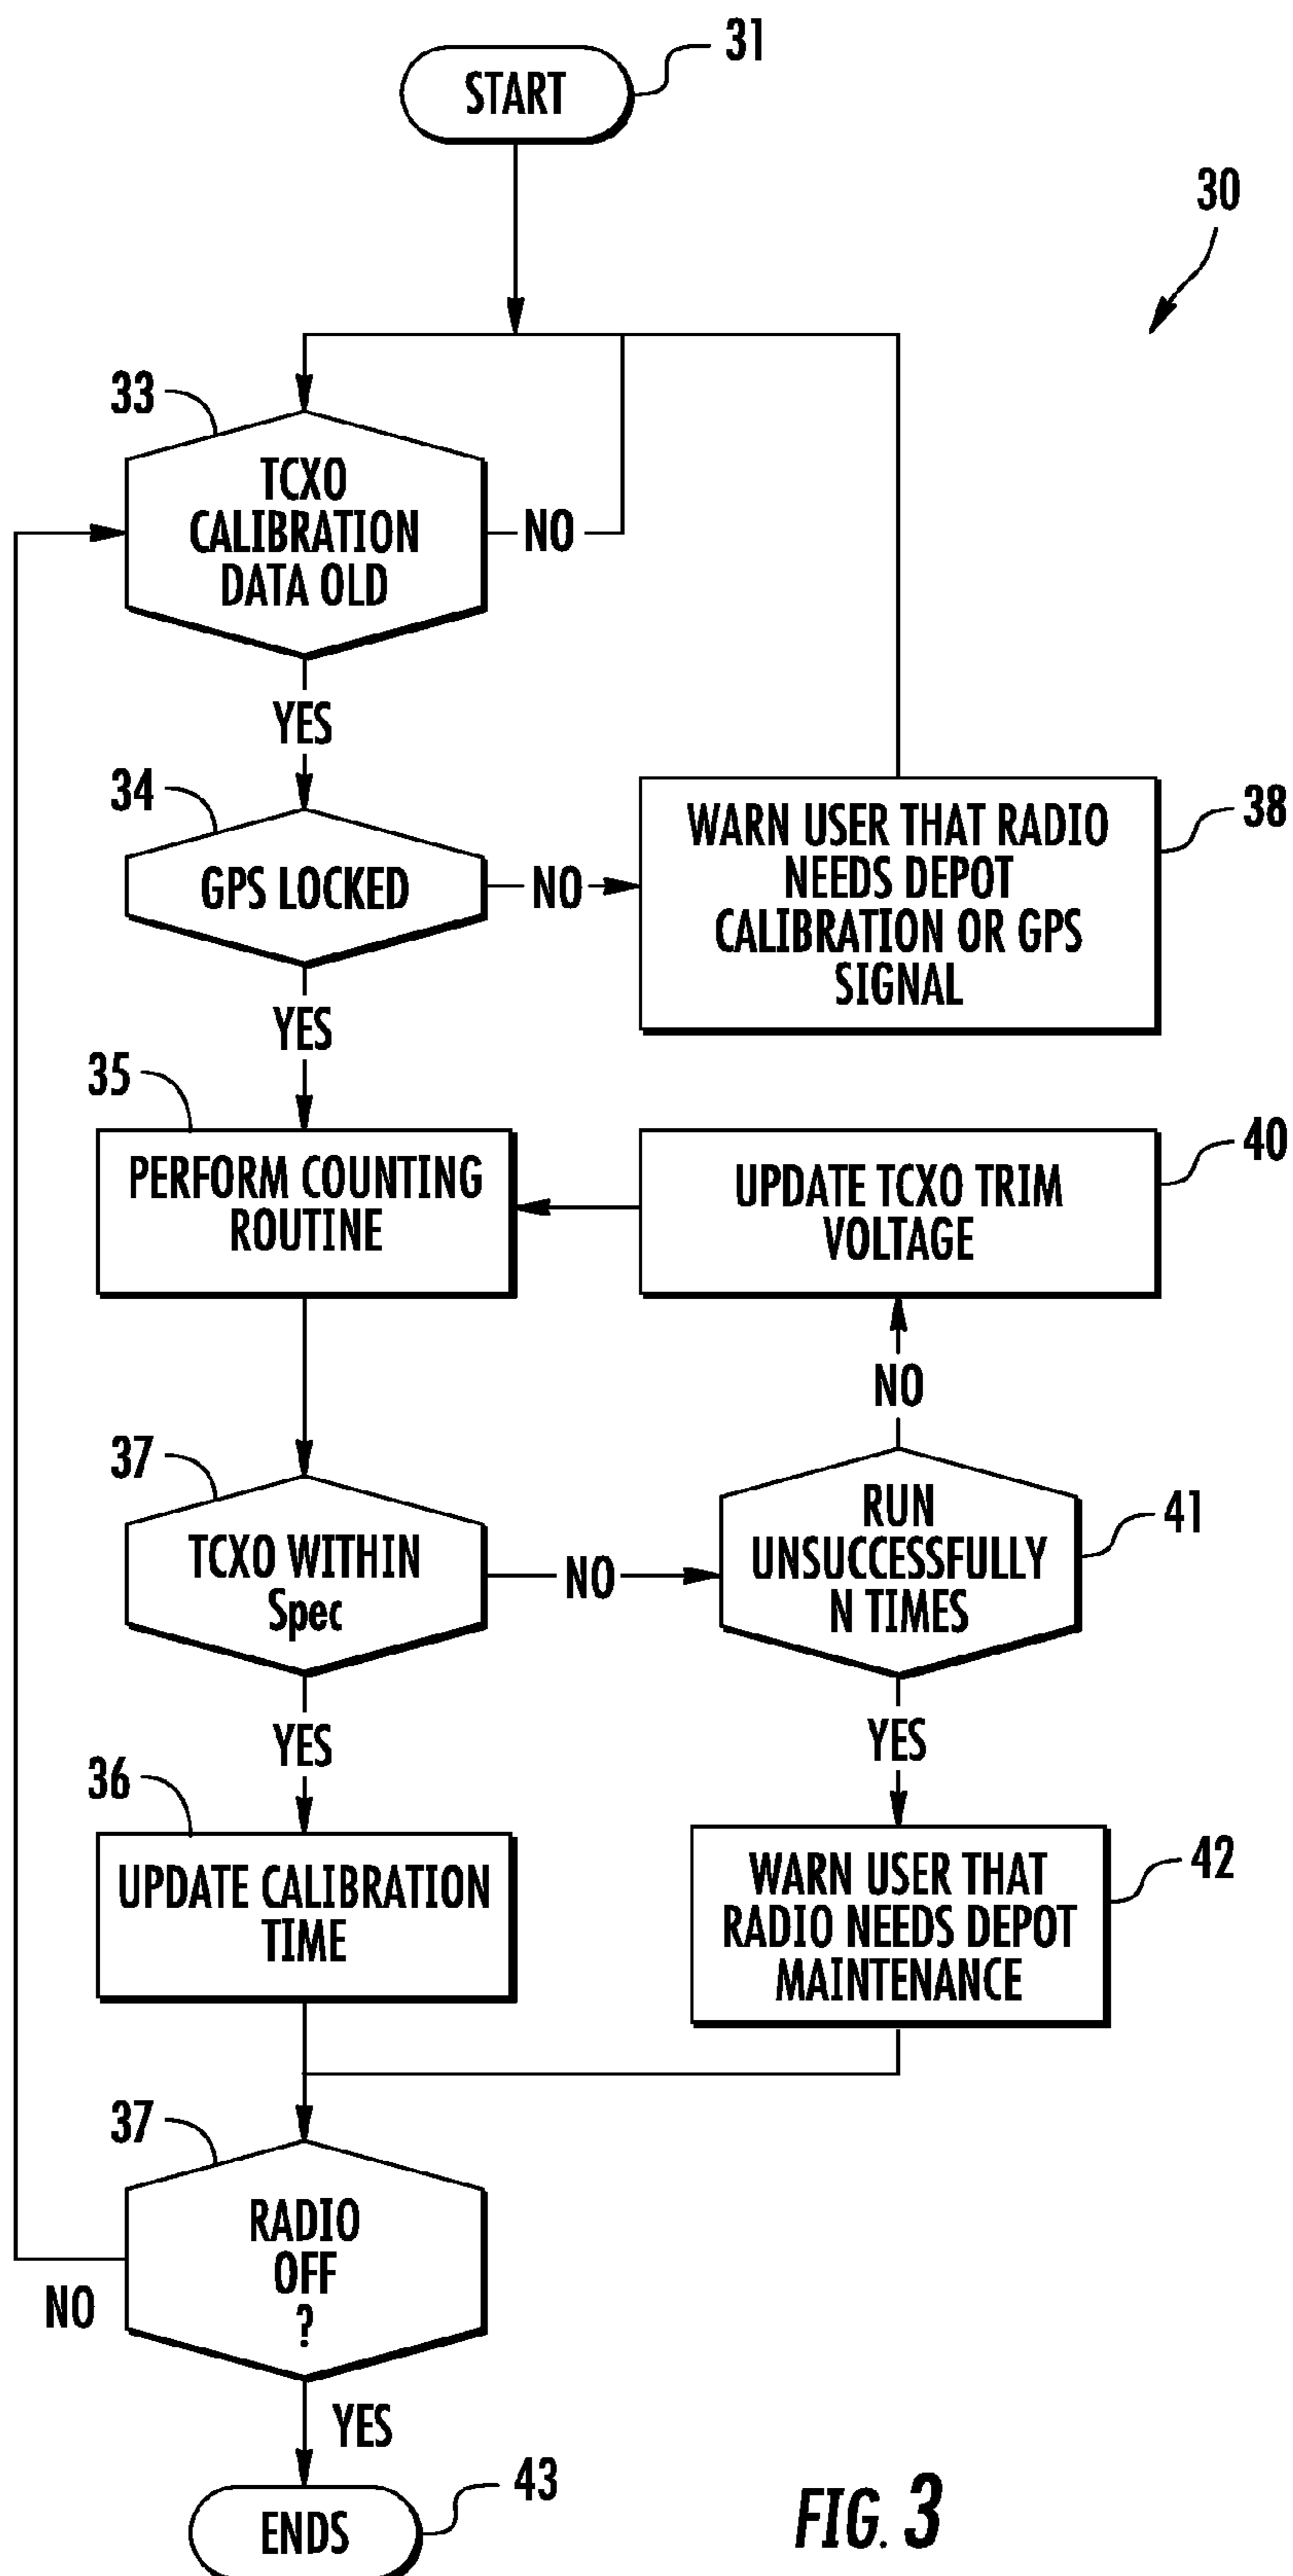 START
31
30
33
TCXO
CALIBRATION
DATA OLD
NO
YES
34
GPS LOCKED
NO
WARN USER THAT RADIO
NEEDS DEPOT
CALIBRATION OR GPS
SIGNAL
38
YES
35
PERFORM COUNTING
ROUTINE
UPDATE TCXO TRIM
VOLTAGE
40
NO
37
TCXO WITHIN
Spec
NO
RUN
UNSUCCESSFULLY
N TIMES
41
YES
YES
36
UPDATE CALIBRATION
TIME
WARN USER THAT
RADIO NEEDS DEPOT
MAINTENANCE
42
37
RADIO
OFF
?
NO
YES
ENDS
43
FIG. 3